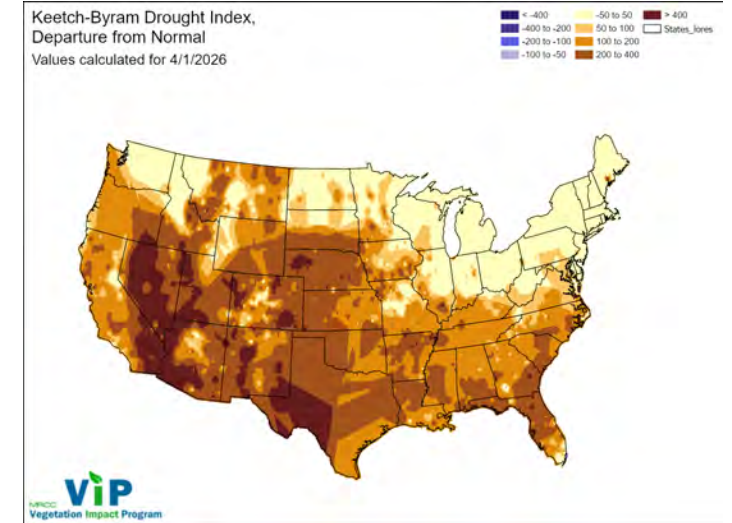 Keetch-Byram Drought Index,
Departure from Normal
Values calculated for 4/1/2026
< -400
-400 to -200
-200 to -100
-100 to -50
-50 to 50
50 to 100
100 to 200
200 to 400
> 400
States_lores
MRCC
ViP
Vegetation Impact Program